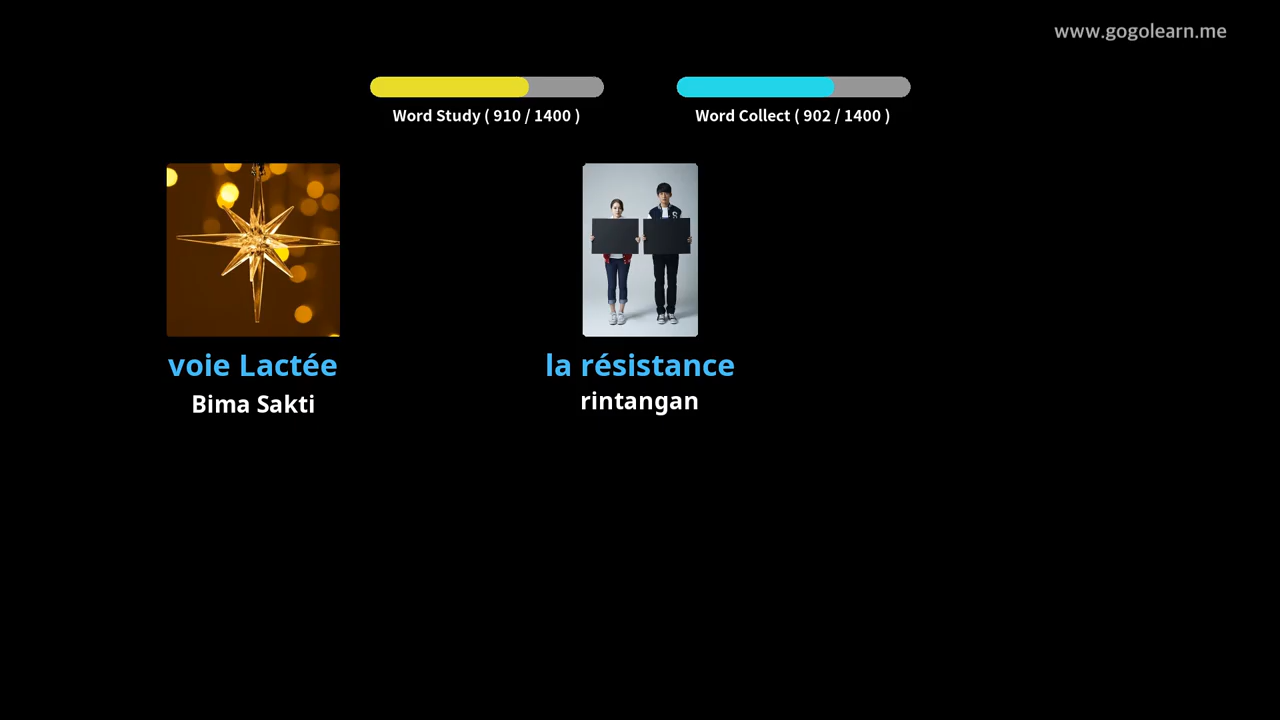 www.gogolearn.me
Word Study ( 910 / 1400 )
Word Collect ( 902 / 1400 )
voie Lactée
Bima Sakti
la résistance
rintangan